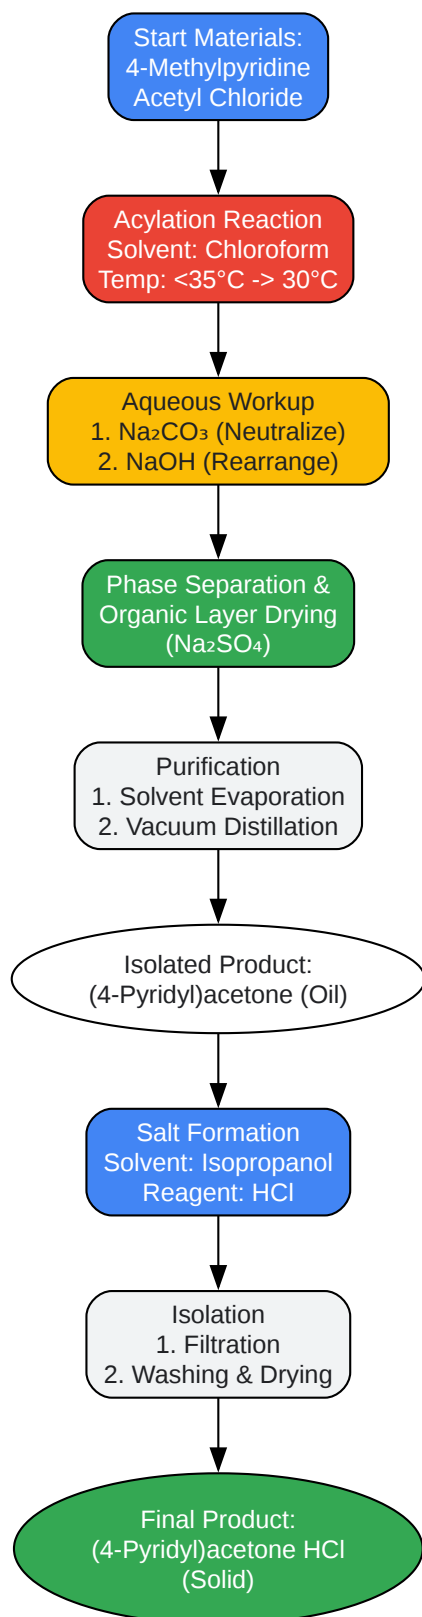 Start Materials:
4-Methylpyridine
Acetyl Chloride
Acylation Reaction
Solvent: Chloroform
Temp: <35°C -> 30°C
Aqueous Workup
1. Na₂CO₃ (Neutralize)
2. NaOH (Rearrange)
Phase Separation &
Organic Layer Drying
(Na₂SO₄)
Purification
1. Solvent Evaporation
2. Vacuum Distillation
Isolated Product:
(4-Pyridyl)acetone (Oil)
Salt Formation
Solvent: Isopropanol
Reagent: HCl
Isolation
1. Filtration
2. Washing & Drying
Final Product:
(4-Pyridyl)acetone HCl
(Solid)